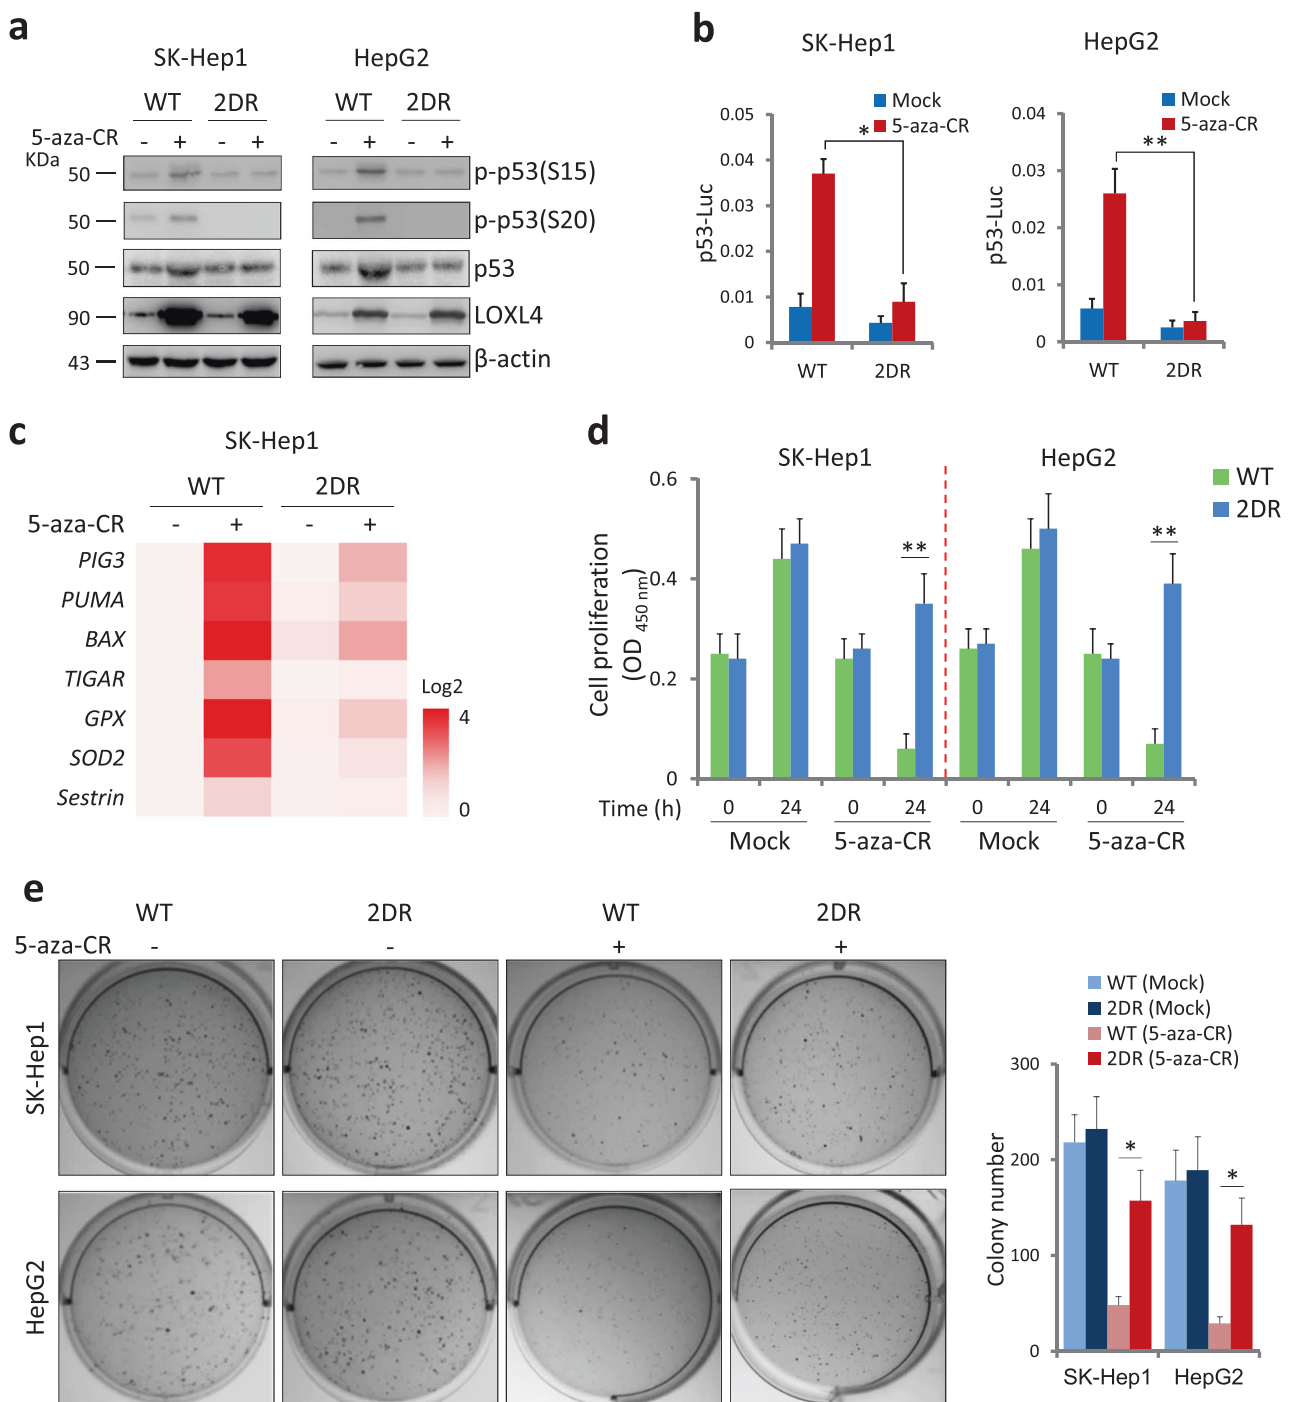 a
SK-Hep1 HepG2
WT 2DR WT 2DR
5-aza-CR - + - + - + - +
KDa
50 p-p53(S15)
50 p-p53(S20)
50 p53
90 LOXL4
43 β-actin
b
SK-Hep1 HepG2
Mock
5-aza-CR
*
0.05
0.04
0.03
0.02
0.01
0
p53-Luc
WT 2DR
Mock
5-aza-CR
**
0.04
0.03
0.02
0.01
0
p53-Luc
WT 2DR
c
SK-Hep1
WT 2DR
5-aza-CR - + - +
PIG3
PUMA
BAX
TIGAR
GPX
SOD2
Sestrin
Log2
4
0
d
SK-Hep1 HepG2
WT
2DR
0.6
0.4
0.2
0
Cell proliferation
(OD 450 nm)
** **
Time (h) 0 24 0 24 0 24 0 24
Mock 5-aza-CR Mock 5-aza-CR
e
WT 2DR WT 2DR
5-aza-CR - - + +
SK-Hep1
HepG2
WT (Mock)
2DR (Mock)
WT (5-aza-CR)
2DR (5-aza-CR)
300
200
100
0
Colony number
* *
SK-Hep1 HepG2